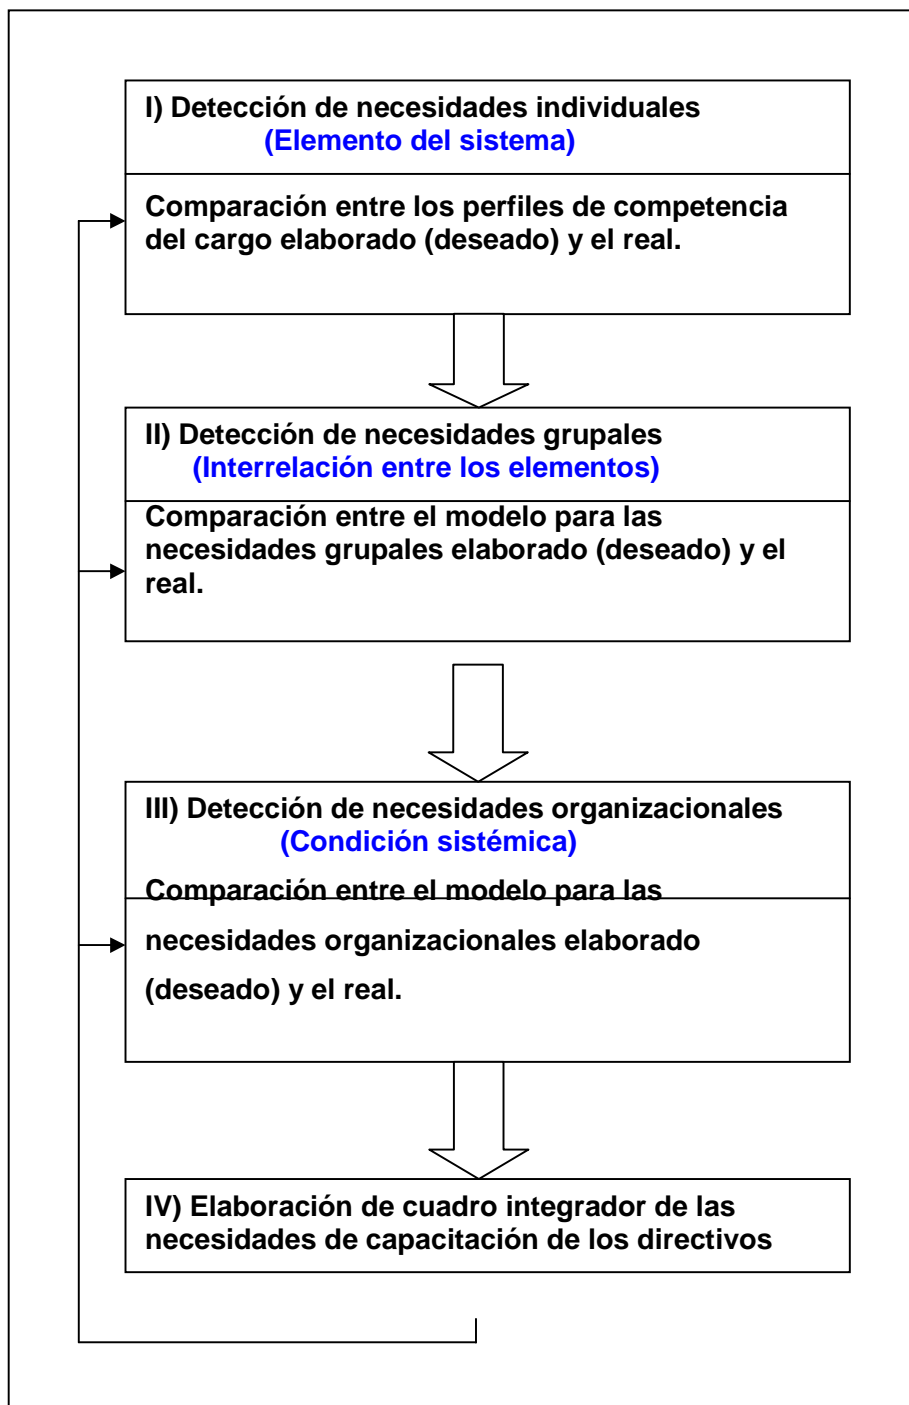 I) Detección de necesidades individuales
(Elemento del sistema)
Comparación entre los perfiles de competencia
del cargo elaborado (deseado) y el real.
II) Detección de necesidades grupales
(Interrelación entre los elementos)
Comparación entre el modelo para las
necesidades grupales elaborado (deseado) y el
real.
III) Detección de necesidades organizacionales
(Condición sistémica)
Comparación entre el modelo para las
necesidades organizacionales elaborado
(deseado) y el real.
IV) Elaboración de cuadro integrador de las
necesidades de capacitación de los directivos